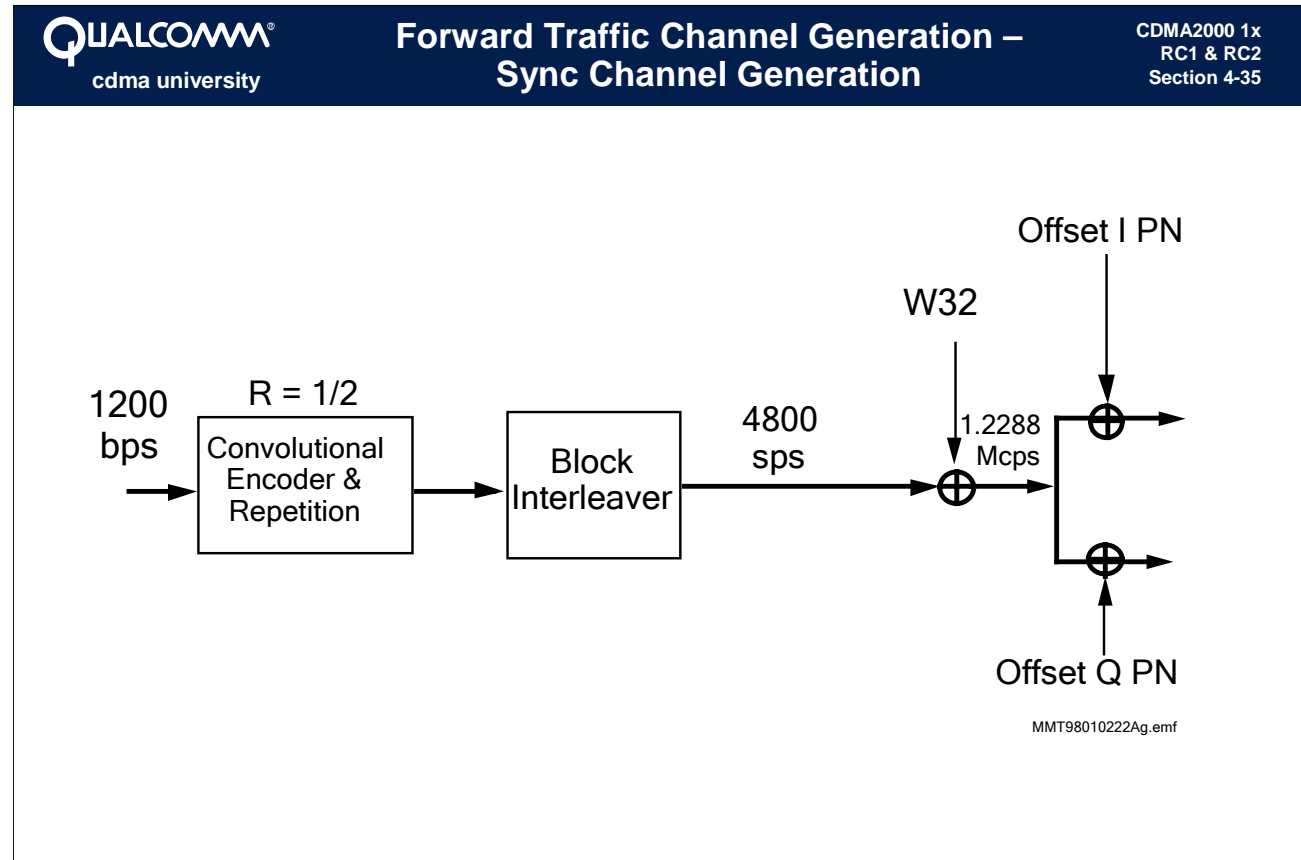 QUALCOMM®
cdma university
Forward Traffic Channel Generation –
Sync Channel Generation
CDMA2000 1x
RC1 & RC2
Section 4-35
Offset I PN
W32
1200
bps
R = 1/2
Convolutional
Encoder &
Repetition
Block
Interleaver
4800
sps
1.2288
Mcps
Offset Q PN
MMT98010222Ag.emf